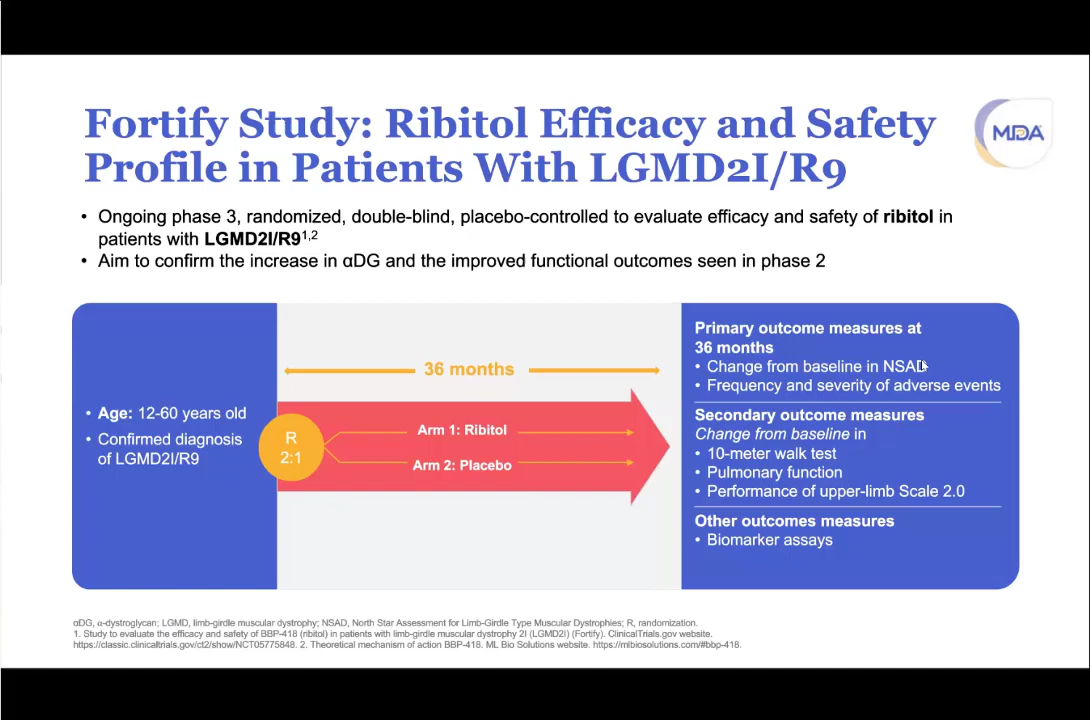 Fortify Study: Ribitol Efficacy and Safety
Profile in Patients With LGMD2I/R9
MDA
• Ongoing phase 3, randomized, double-blind, placebo-controlled to evaluate efficacy and safety of ribitol in
patients with LGMD2I/R9¹,²
• Aim to confirm the increase in αDG and the improved functional outcomes seen in phase 2
• Age: 12-60 years old
• Confirmed diagnosis
of LGMD2I/R9
36 months
R
2:1
Arm 1: Ribitol
Arm 2: Placebo
Primary outcome measures at
36 months
• Change from baseline in NSAD
• Frequency and severity of adverse events
Secondary outcome measures
Change from baseline in
• 10-meter walk test
• Pulmonary function
• Performance of upper-limb Scale 2.0
Other outcomes measures
• Biomarker assays
αDG, α-dystroglycan; LGMD, limb-girdle muscular dystrophy; NSAD, North Star Assessment for Limb-Girdle Type Muscular Dystrophies; R, randomization.
1. Study to evaluate the efficacy and safety of BBP-418 (ribitol) in patients with limb-girdle muscular dystrophy 2I (LGMD2I) (Fortify). ClinicalTrials.gov website.
https://classic.clinicaltrials.gov/ct2/show/NCT05775848. 2. Theoretical mechanism of action BBP-418. ML Bio Solutions website. https://mlbiosolutions.com/#bbp-418.